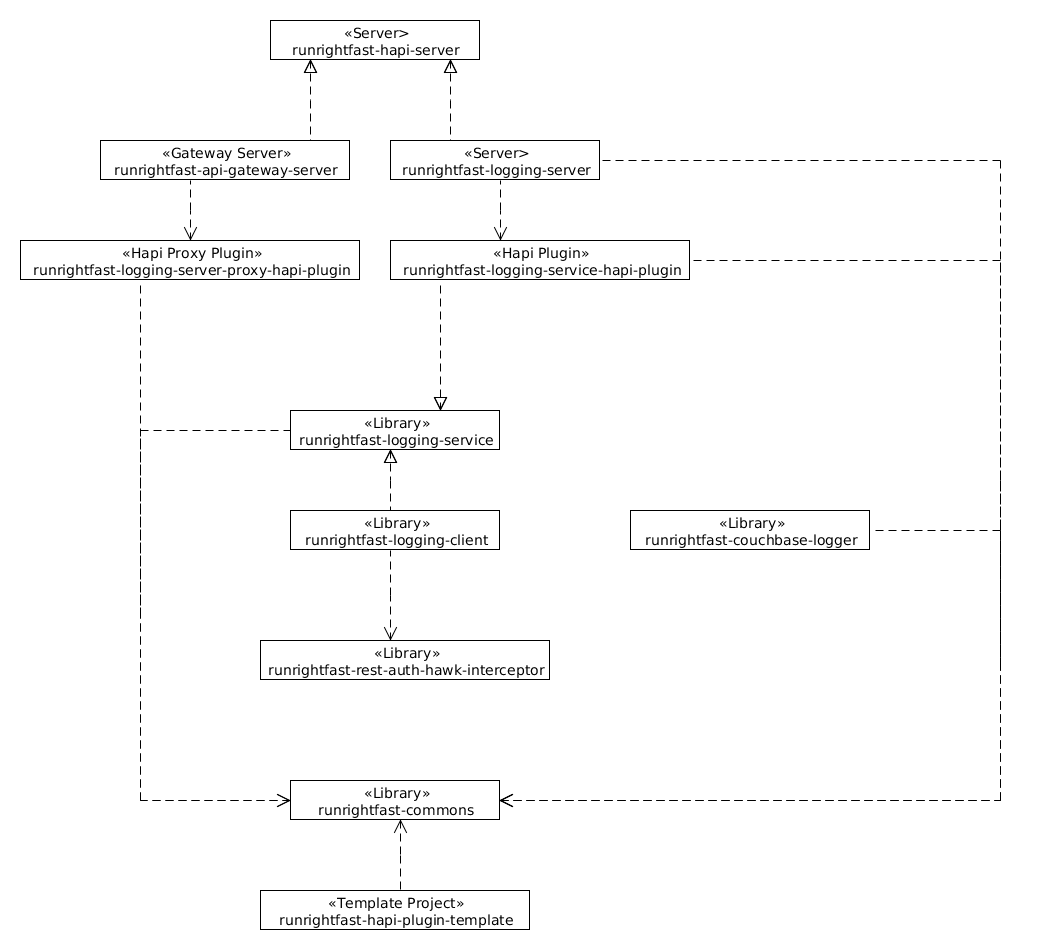 «Server>
runrightfast-hapi-server
«Gateway Server»
runrightfast-api-gateway-server
«Server>
runrightfast-logging-server
«Hapi Proxy Plugin»
runrightfast-logging-server-proxy-hapi-plugin
«Hapi Plugin»
runrightfast-logging-service-hapi-plugin
«Library»
runrightfast-logging-service
«Library»
runrightfast-logging-client
«Library»
runrightfast-couchbase-logger
«Library»
runrightfast-rest-auth-hawk-interceptor
«Library»
runrightfast-commons
«Template Project»
runrightfast-hapi-plugin-template